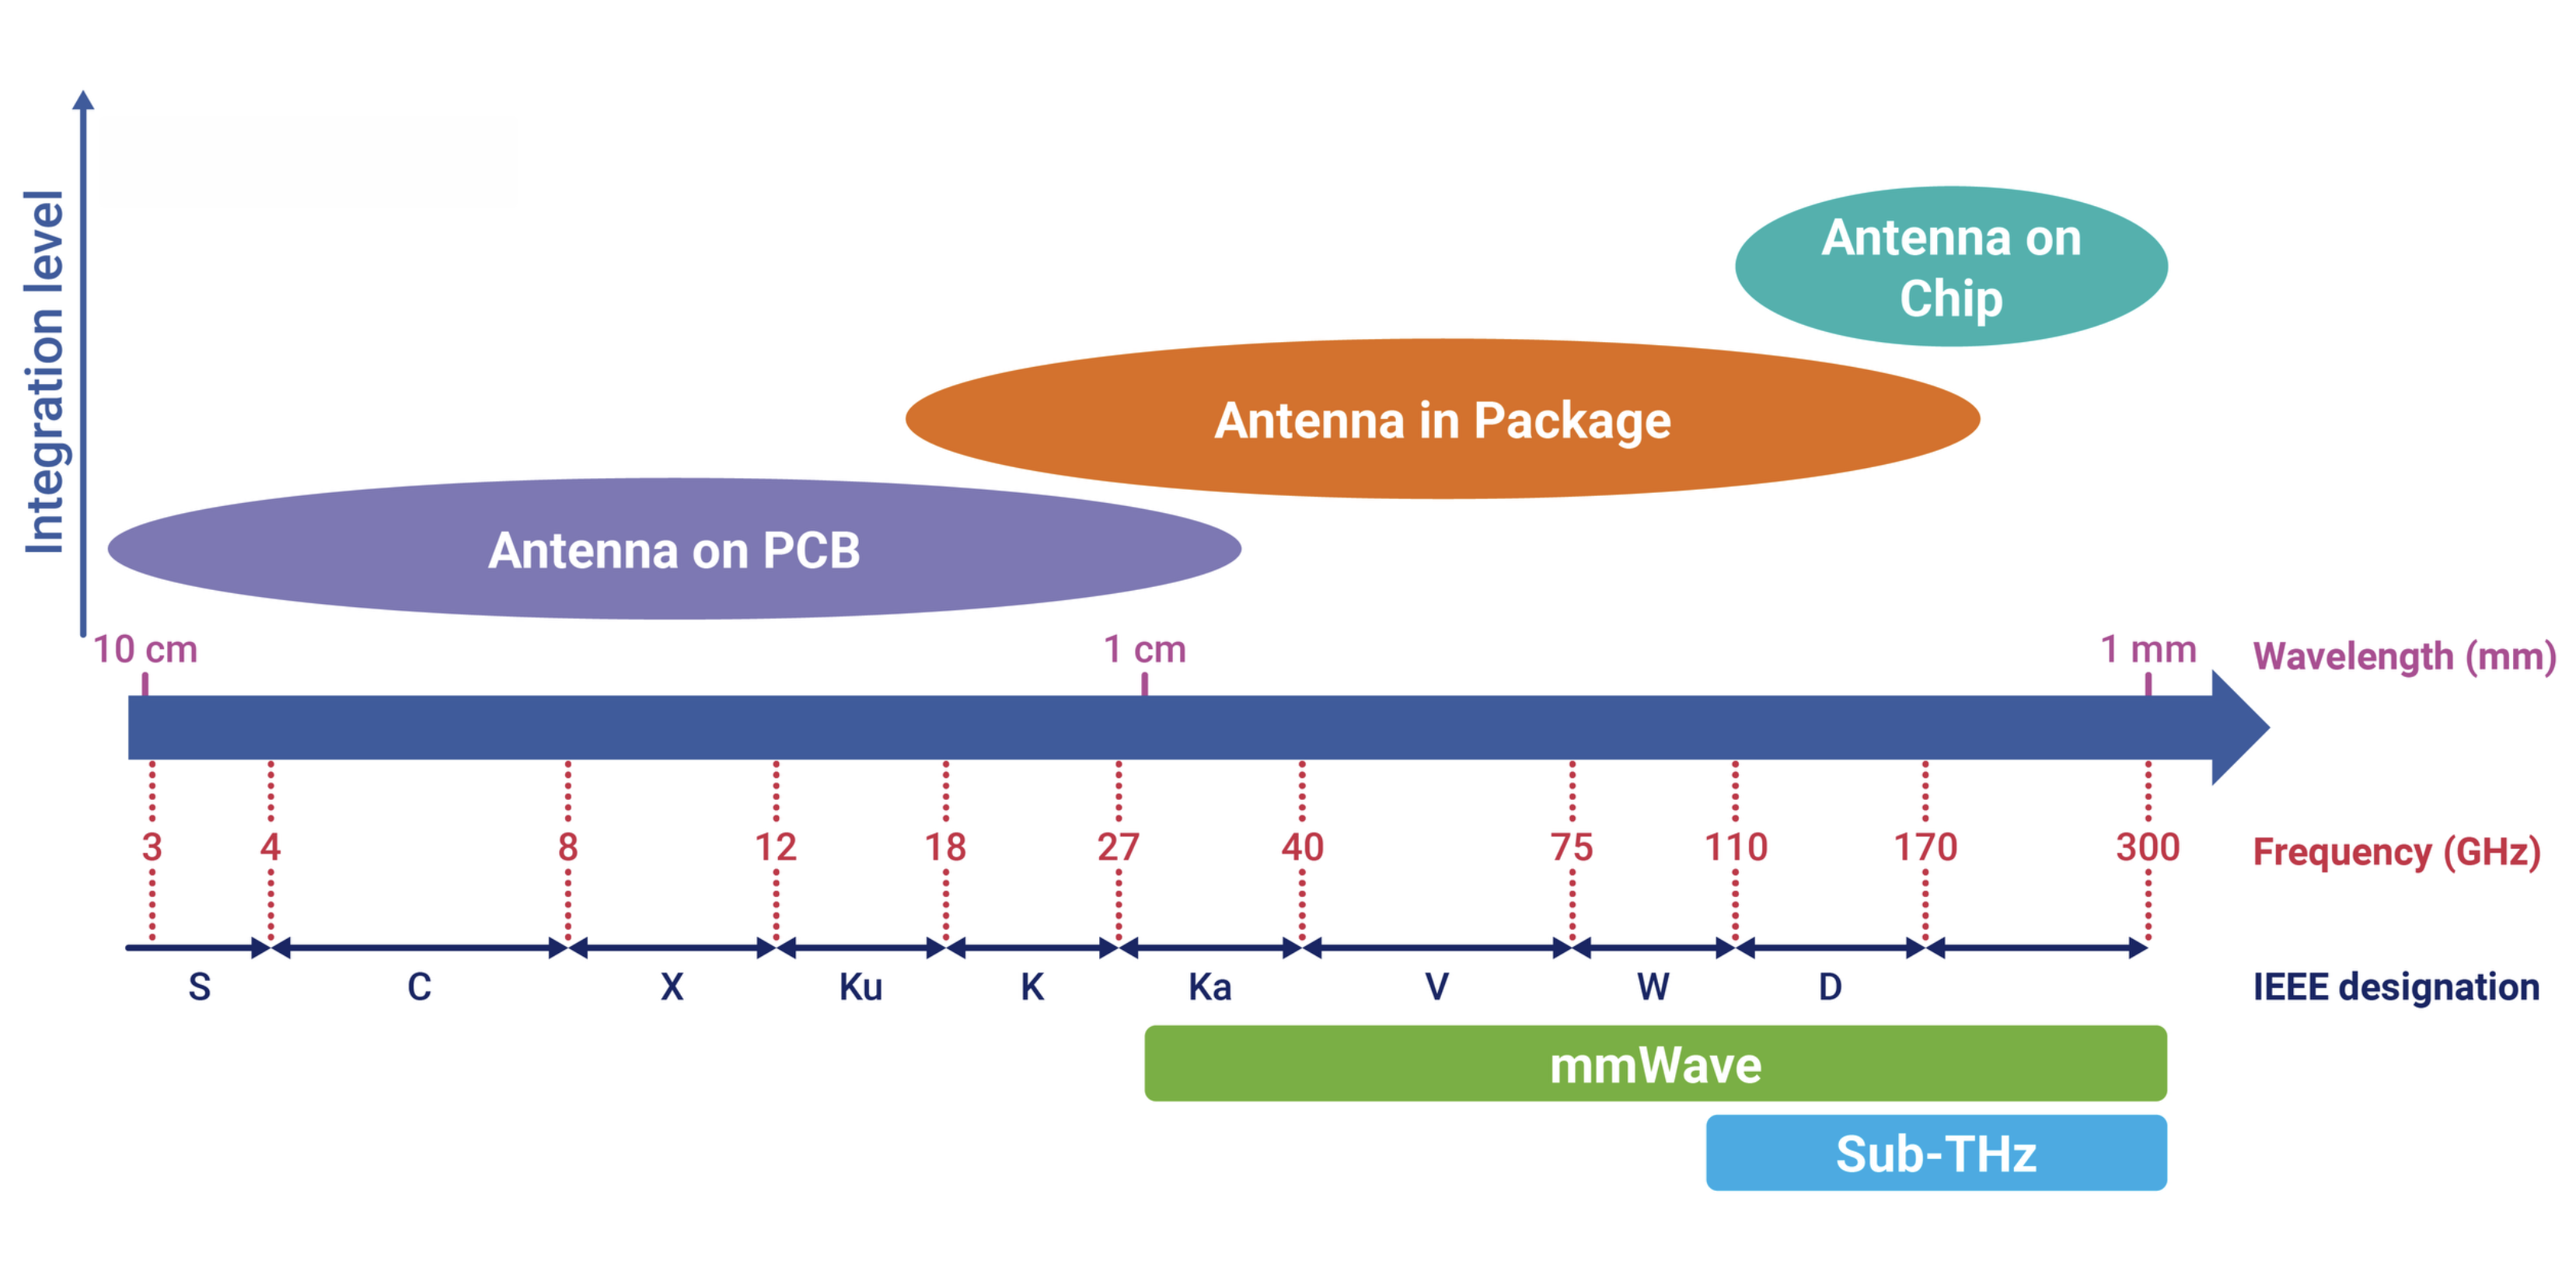 Integration level
Antenna on
Chip
Antenna in Package
Antenna on PCB
10 cm 1 cm 1 mm Wavelength (mm)
3 4 8 12 18 27 40 75 110 170 300 Frequency (GHz)
S C X Ku K Ka V W D IEEE designation
mmWave
Sub-THz